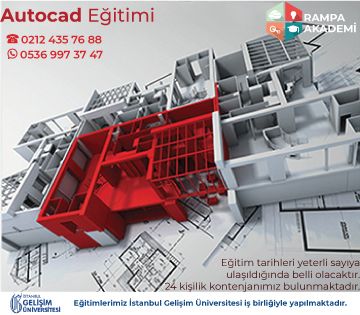 Autocad Eğitimi
0212 435 76 88
0536 997 37 47
RAMPA
AKADEMİ
Eğitim tarihleri yeterli sayıya
ulaşıldığında belli olacaktır.
24 kişilik kontenjanımız bulunmaktadır.
İSTANBUL
GELİŞİM
ÜNİVERSİTESİ
Eğitimlerimiz İstanbul Gelişim Üniversitesi iş birliğiyle yapılmaktadır.